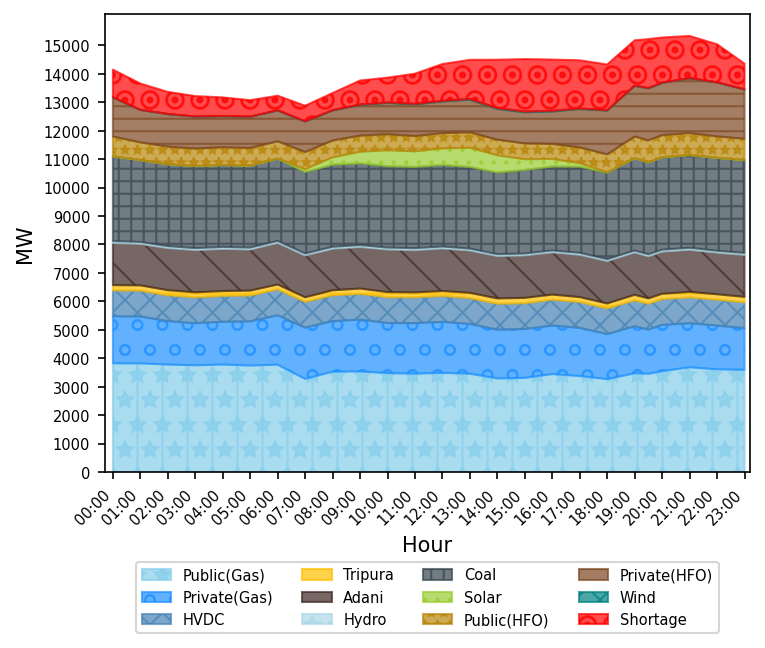 15000
14000
13000
12000
11000
10000
9000
8000
7000
6000
5000
4000
3000
2000
1000
0
MW
00:00 01:00 02:00 03:00 04:00 05:00 06:00 07:00 08:00 09:00 10:00 11:00 12:00 13:00 14:00 15:00 16:00 17:00 18:00 19:00 20:00 21:00 22:00 23:00
Hour
Public(Gas) Tripura Coal Private(HFO)
Private(Gas) Adani Solar Wind
HVDC Hydro Public(HFO) Shortage